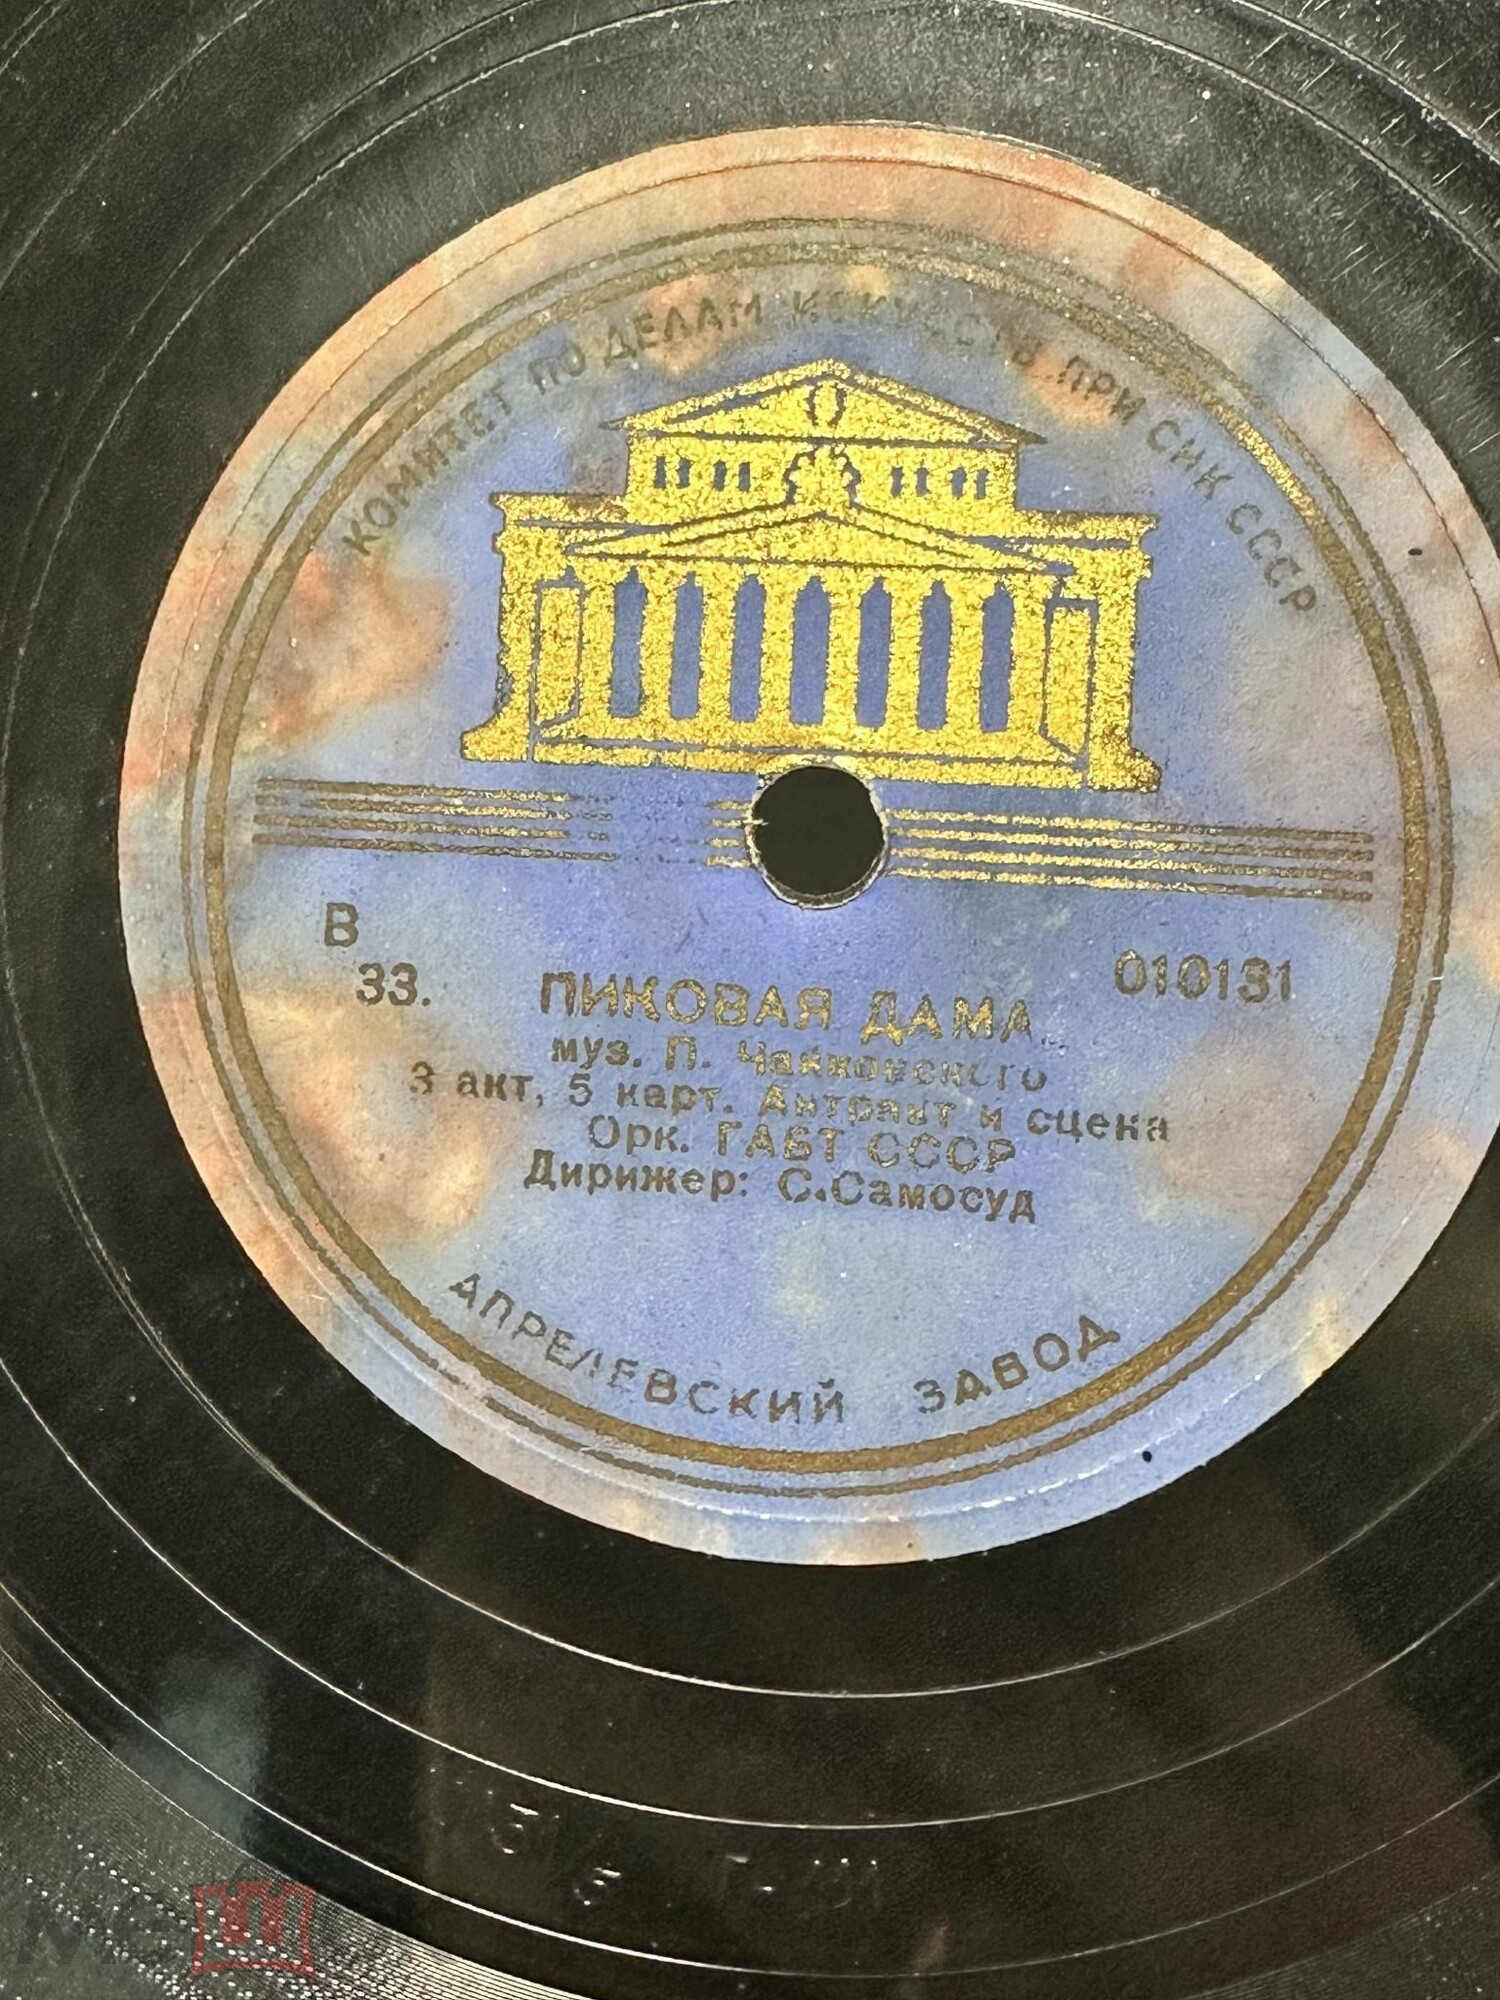 КОМИТЕТ ПО ДЕЛАМ ИСКУССТВ ПРИ СНК СССР
В
33.
010131
ПИКОВАЯ ДАМА
муз. П. Чайковского
3 акт, 5 карт. Антракт и сцена
Орк. ГАБТ СССР
Дирижер: С.Самосуд
АПРЕЛЕВСКИЙ ЗАВОД